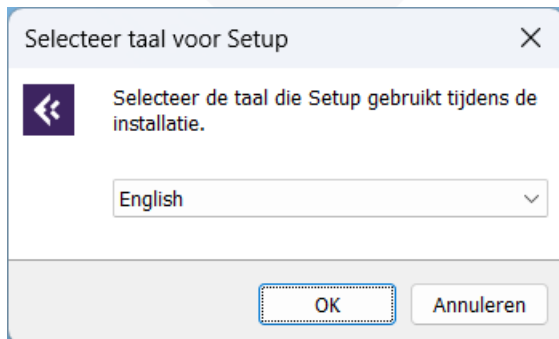 Selecteer taal voor Setup
Selecteer de taal die Setup gebruikt tijdens de
installatie.
English
OK
Annuleren